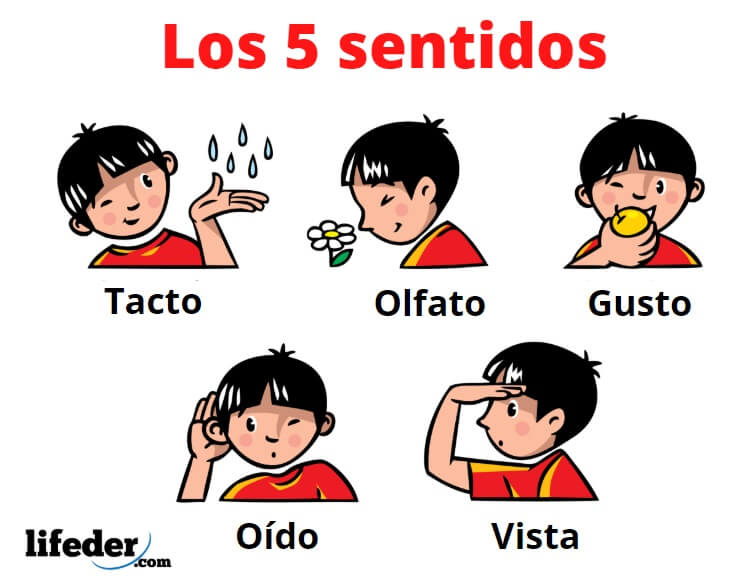 Los 5 sentidos
Tacto
Olfato
Gusto
Oído
Vista
lifeder.com